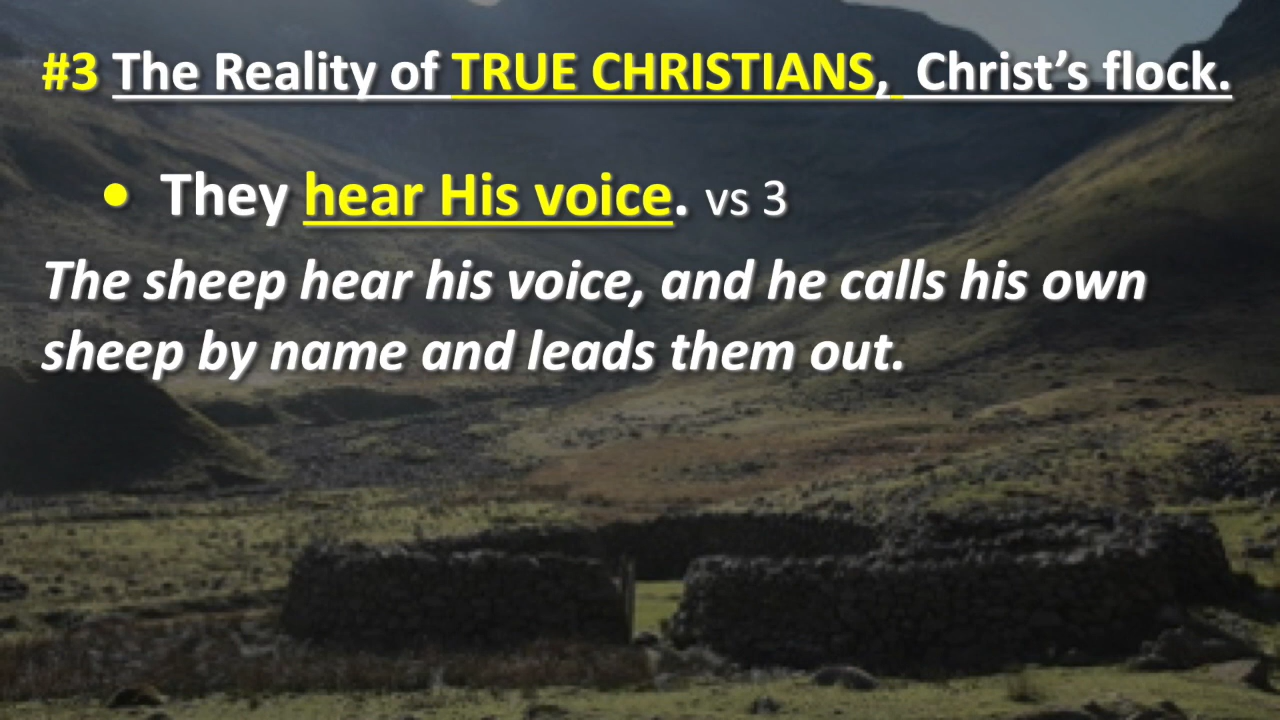 #3 The Reality of TRUE CHRISTIANS, Christ’s flock.
• They hear His voice. vs 3
The sheep hear his voice, and he calls his own
sheep by name and leads them out.